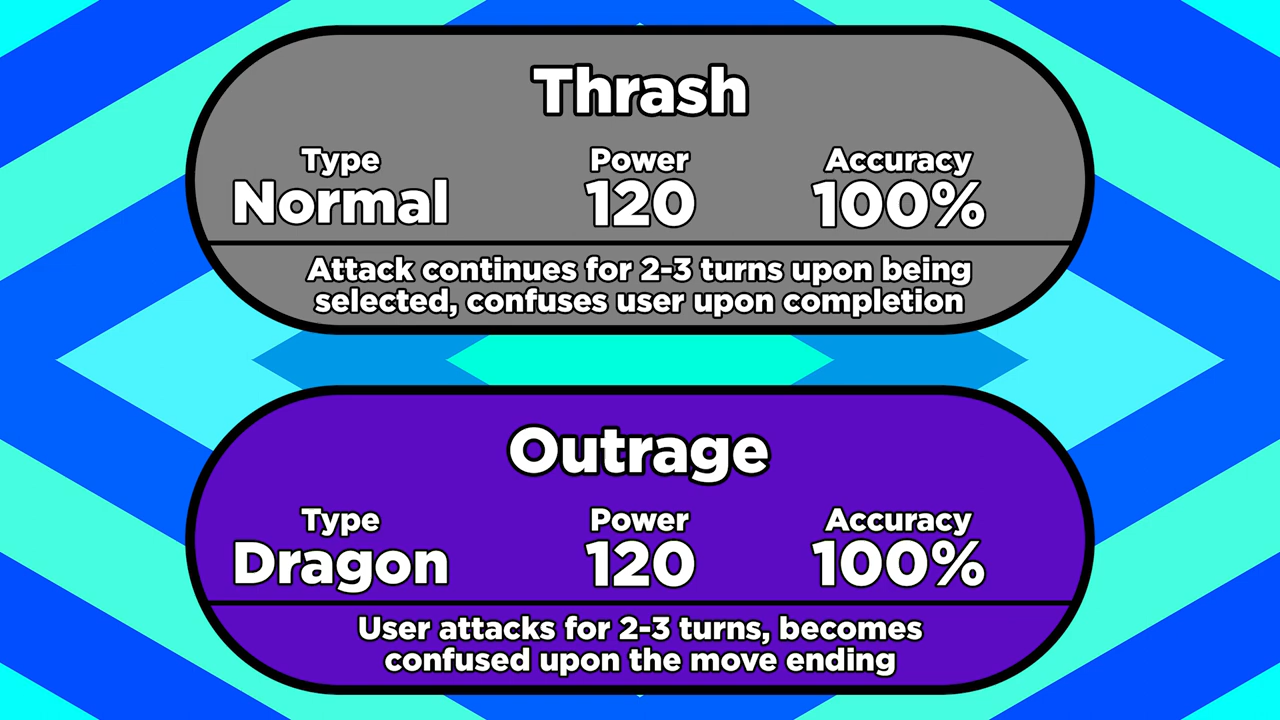 Thrash
Type Power Accuracy
Normal 120 100%
Attack continues for 2-3 turns upon being
selected, confuses user upon completion
Outrage
Type Power Accuracy
Dragon 120 100%
User attacks for 2-3 turns, becomes
confused upon the move ending